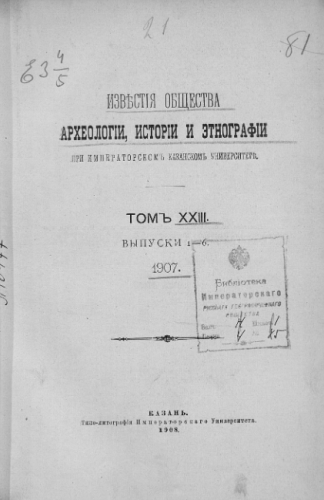 21
81
Е3 4/5
ИЗВѢСТІЯ ОБЩЕСТВА
АРХЕОЛОГІИ, ИСТОРІИ И ЭТНОГРАФІИ
ПРИ ИМПЕРАТОРСКОМЪ КАЗАНСКОМЪ УНИВЕРСИТЕТѢ.
ТОМЪ XXIII.
ВЫПУСКИ 1—6.
1907.
Библіотека
Императорскаго
ОБЩЕСТВА
КАЗАНЬ.
Типо-литографія Императорскаго Университета.
1908.